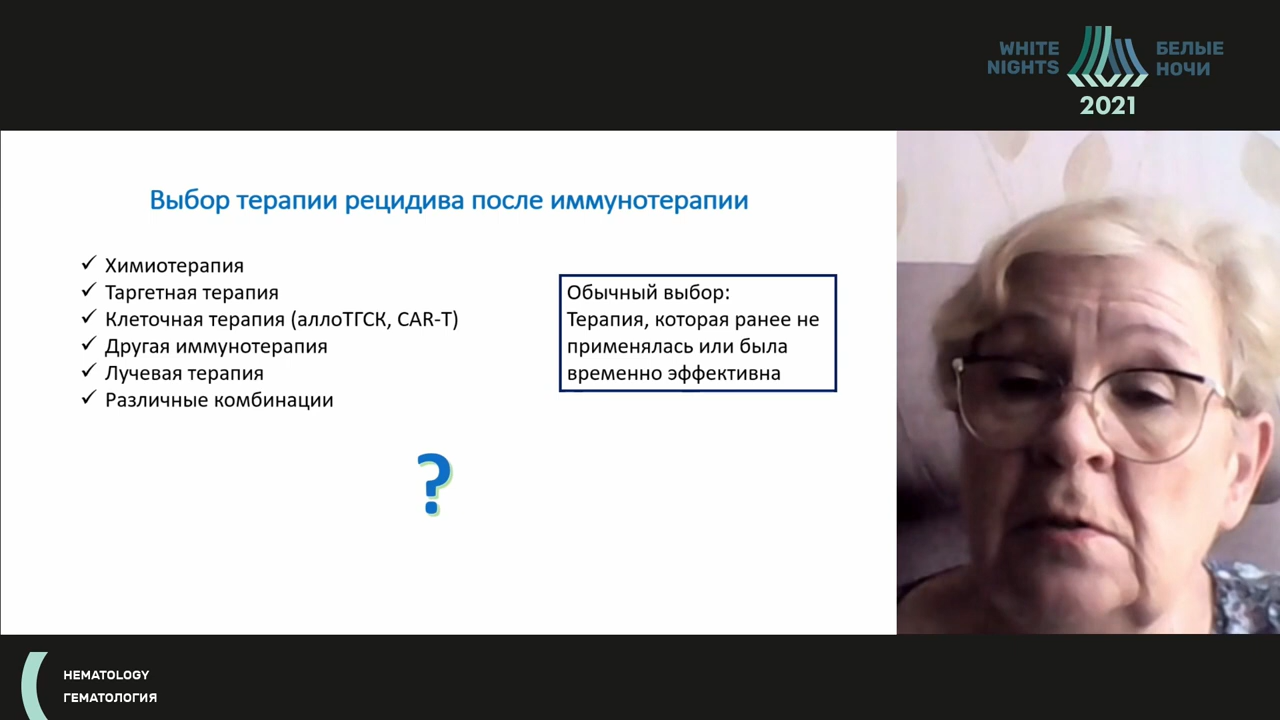 WHITE NIGHTS
БЕЛЫЕ НОЧИ
2021
Выбор терапии рецидива после иммунотерапии
✓ Химиотерапия
✓ Таргетная терапия
✓ Клеточная терапия (аллоТГСК, CAR-T)
✓ Другая иммунотерапия
✓ Лучевая терапия
✓ Различные комбинации
Обычный выбор:
Терапия, которая ранее не
применялась или была
временно эффективна
?
HEMATOLOGY
ГЕМАТОЛОГИЯ